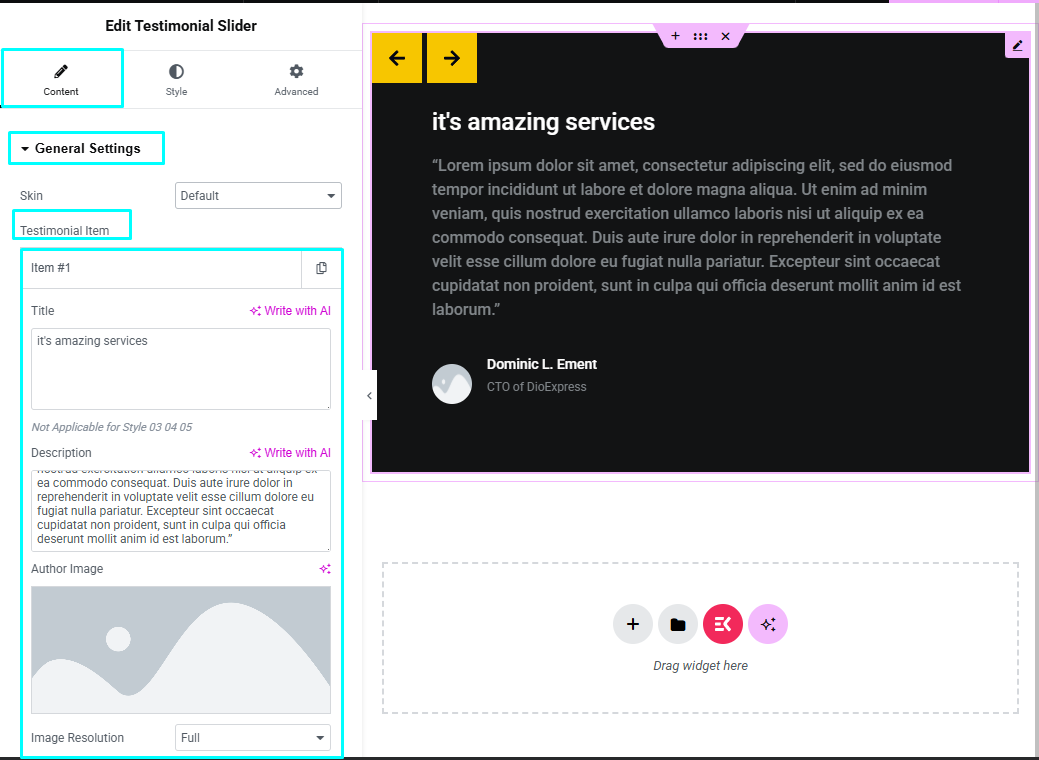 Edit Testimonial Slider
Content
Style
Advanced
General Settings
Skin
Default
Testimonial Item
Item #1
Title
Write with AI
it's amazing services
Not Applicable for Style 03 04 05
Description
Write with AI
ea commodo consequat. Duis aute irure dolor in
reprehenderit in voluptate velit esse cillum dolore eu
fugiat nulla pariatur. Excepteur sint occaecat
cupidatat non proident, sunt in culpa qui officia
deserunt mollit anim id est laborum.”
Author Image
Image Resolution
Full
it's amazing services
“Lorem ipsum dolor sit amet, consectetur adipiscing elit, sed do eiusmod
tempor incididunt ut labore et dolore magna aliqua. Ut enim ad minim
veniam, quis nostrud exercitation ullamco laboris nisi ut aliquip ex ea
commodo consequat. Duis aute irure dolor in reprehenderit in voluptate
velit esse cillum dolore eu fugiat nulla pariatur. Excepteur sint occaecat
cupidatat non proident, sunt in culpa qui officia deserunt mollit anim id est
laborum.”
Dominic L. Ement
CTO of DioExpress
Drag widget here